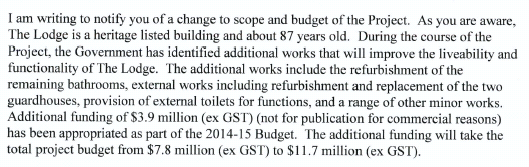 I am writing to notify you of a change to scope and budget of the Project.  As you are aware,
The Lodge is a heritage listed building and about 87 years old.  During the course of the
Project, the Government has identified additional works that will improve the liveability and
functionality of The Lodge.  The additional works include the refurbishment of the
remaining bathrooms, external works including refurbishment and replacement of the two
guardhouses, provision of external toilets for functions, and a range of other minor works.
Additional funding of $3.9 million (ex GST) (not for publication for commercial reasons)
has been appropriated as part of the 2014-15 Budget.  The additional funding will take the
total project budget from $7.8 million (ex GST) to $11.7 million (ex GST).